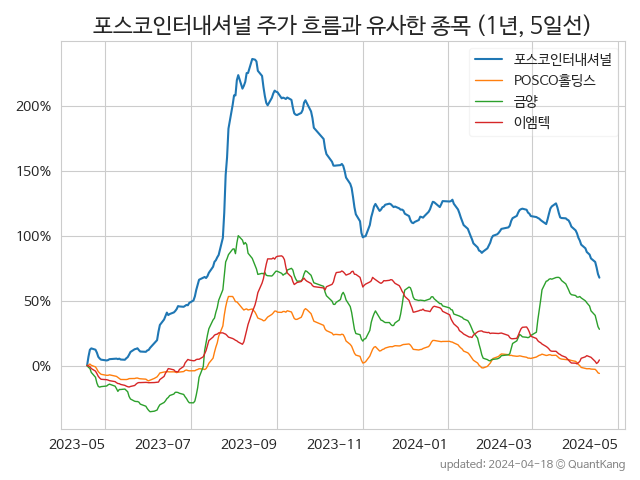 포스코인터내셔널 주가 흐름과 유사한 종목 (1년, 5일선)
포스코인터내셔널
POSCO홀딩스
금양
이엠텍
200%
150%
100%
50%
0%
2023-05 2023-07 2023-09 2023-11 2024-01 2024-03 2024-05
updated: 2024-04-18 © QuantKang